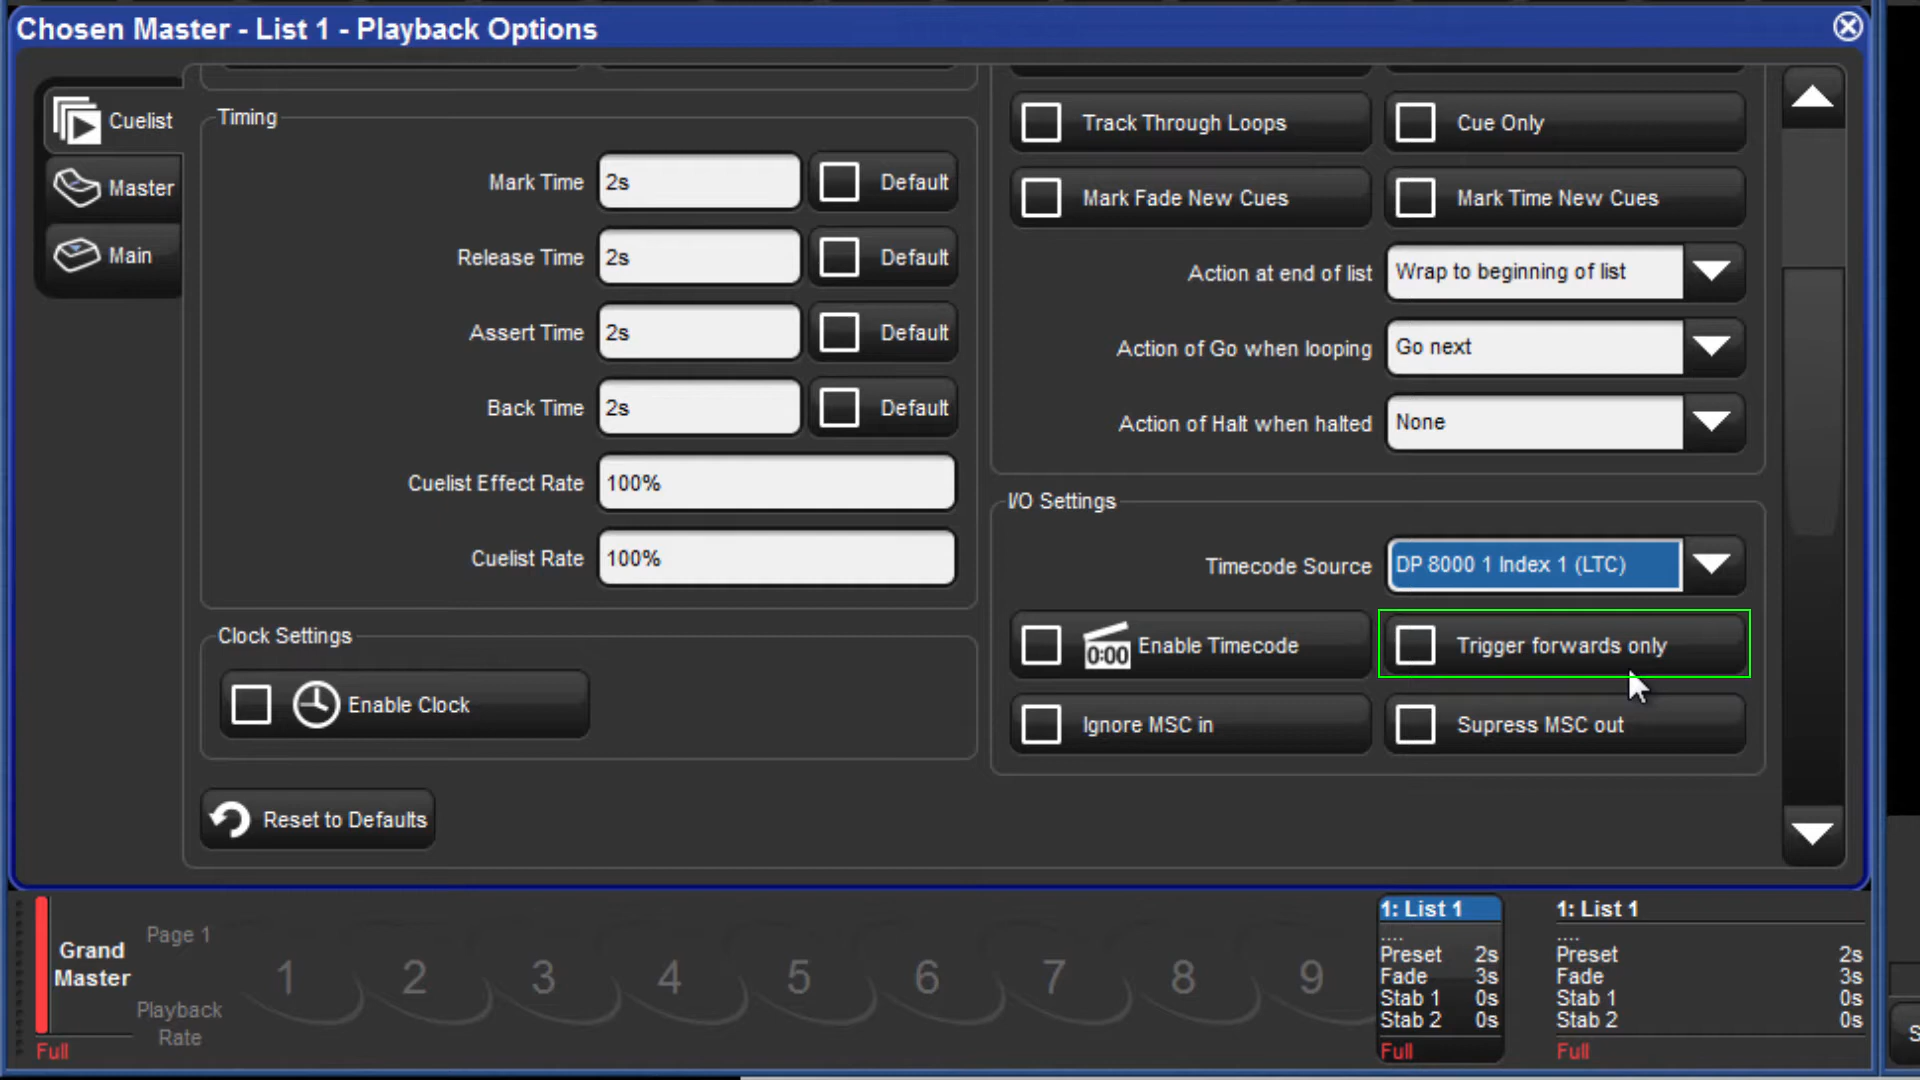 Chosen Master - List 1 - Playback Options
Cuelist
Master
Main
Timing
Mark Time 2s Default
Release Time 2s Default
Assert Time 2s Default
Back Time 2s Default
Cuelist Effect Rate 100%
Cuelist Rate 100%
Clock Settings
Enable Clock
Reset to Defaults
Track Through Loops Cue Only
Mark Fade New Cues Mark Time New Cues
Action at end of list Wrap to beginning of list
Action of Go when looping Go next
Action of Halt when halted None
I/O Settings
Timecode Source DP 8000 1 Index 1 (LTC)
0:00 Enable Timecode Trigger forwards only
Ignore MSC in Supress MSC out
Grand
Master
Full
Page 1
Playback
Rate
1 2 3 4 5 6 7 8 9
1: List 1
....
Preset 2s
Fade 3s
Stab 1 0s
Stab 2 0s
Full
1: List 1
....
Preset 2s
Fade 3s
Stab 1 0s
Stab 2 0s
Full